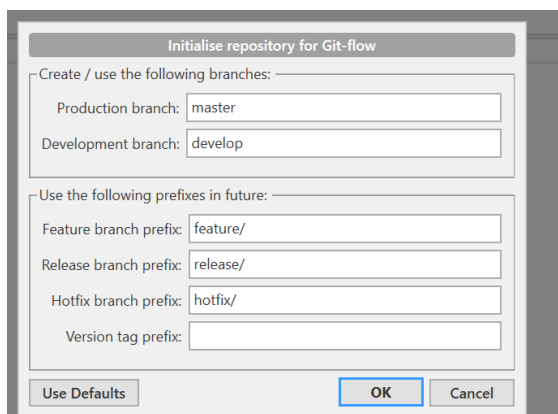 Initialise repository for Git-flow
Create / use the following branches:
Production branch: master
Development branch: develop
Use the following prefixes in future:
Feature branch prefix: feature/
Release branch prefix: release/
Hotfix branch prefix: hotfix/
Version tag prefix:
Use Defaults OK Cancel